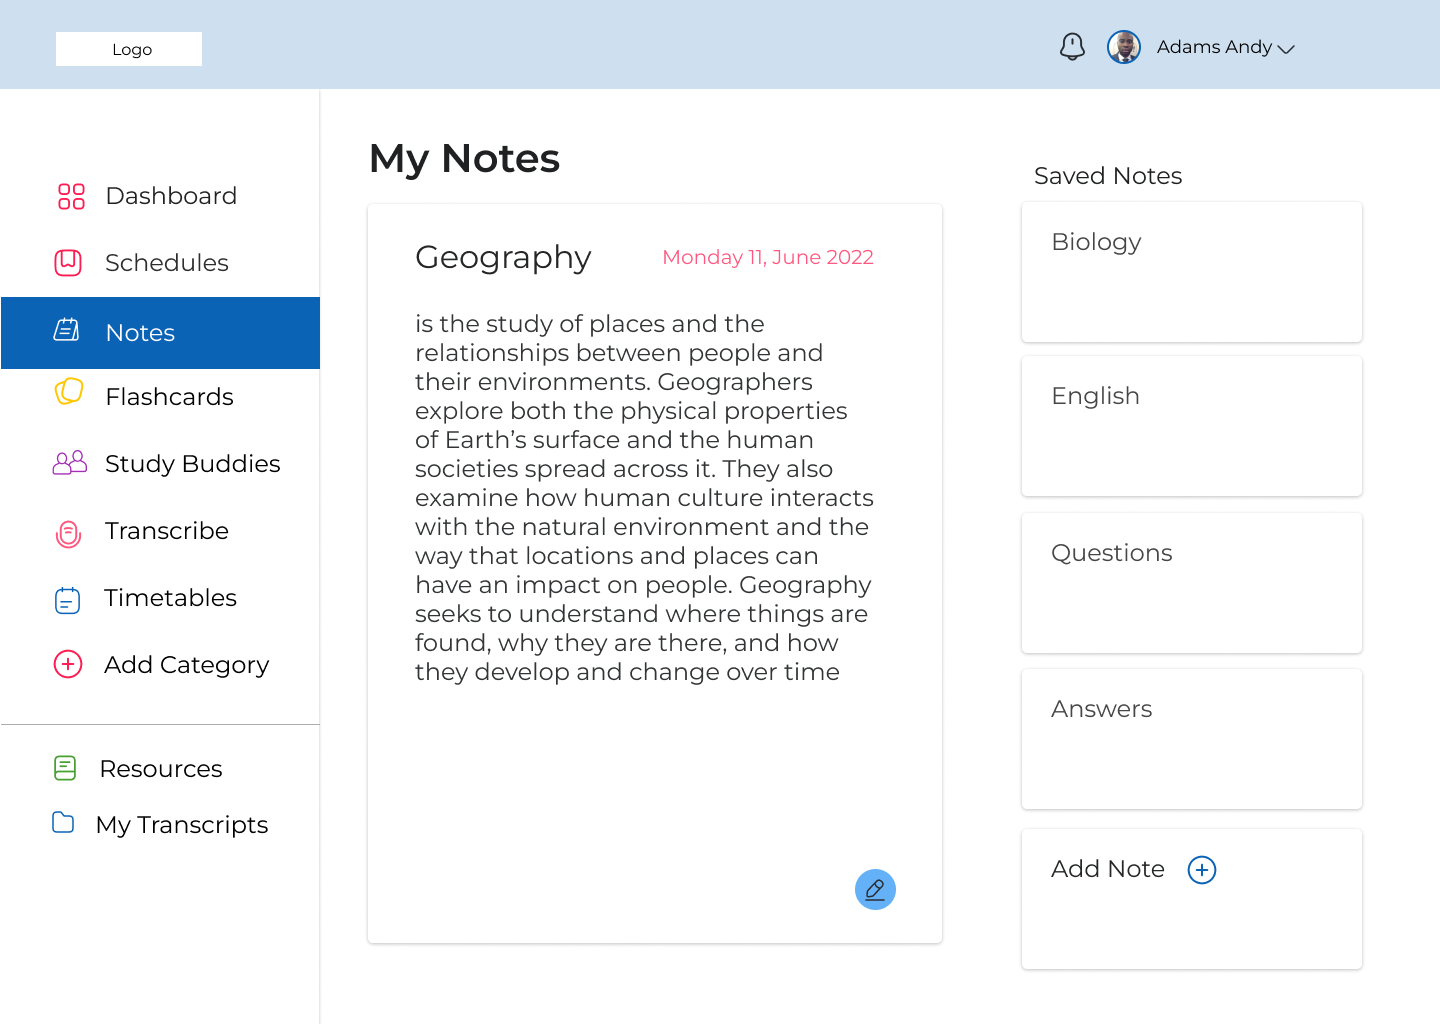 Logo
Adams Andy
Dashboard
Schedules
Notes
Flashcards
Study Buddies
Transcribe
Timetables
Add Category
Resources
My Transcripts
My Notes
Geography
Monday 11, June 2022
is the study of places and the
relationships between people and
their environments. Geographers
explore both the physical properties
of Earth’s surface and the human
societies spread across it. They also
examine how human culture interacts
with the natural environment and the
way that locations and places can
have an impact on people. Geography
seeks to understand where things are
found, why they are there, and how
they develop and change over time
Saved Notes
Biology
English
Questions
Answers
Add Note